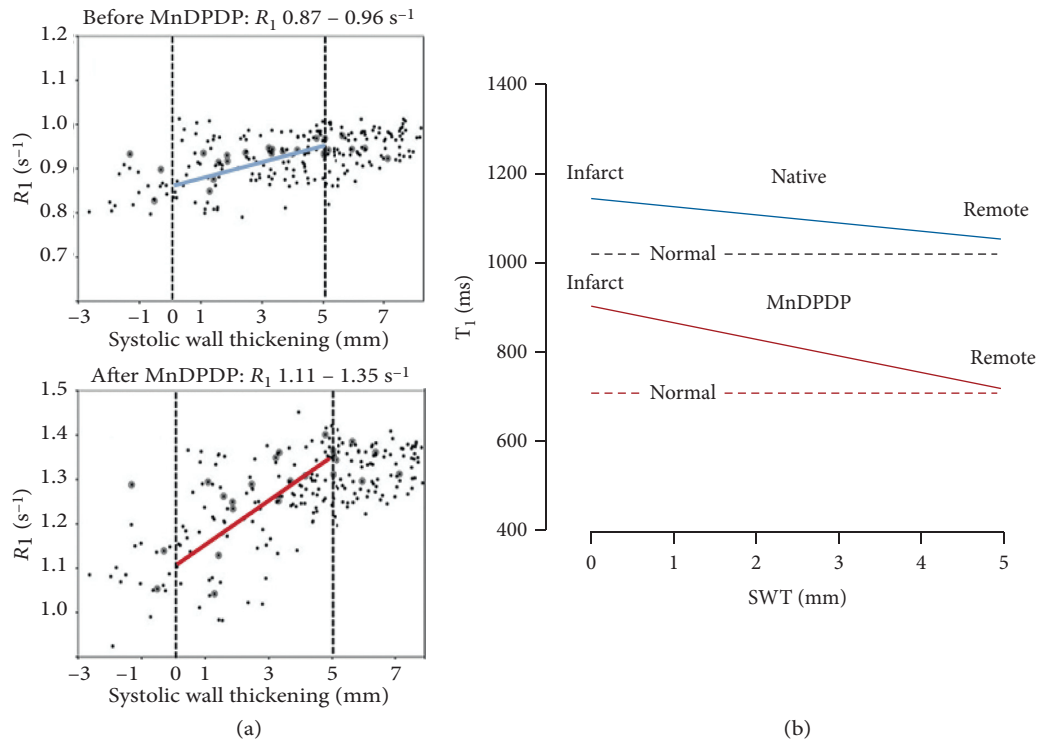 Before MnDPDP: R1 0.87 – 0.96 s–1
1.2
1.1
1.0
0.9
0.8
0.7
R1 (s–1)
–3 –1 0 1 3 5 7
Systolic wall thickening (mm)
After MnDPDP: R1 1.11 – 1.35 s–1
1.5
1.4
1.3
1.2
1.1
1.0
R1 (s–1)
–3 –1 0 1 3 5 7
Systolic wall thickening (mm)
(a)
1400
1200
1000
800
600
400
T1 (ms)
Infarct
Native
Remote
Normal
Infarct
MnDPDP
Remote
Normal
0 1 2 3 4 5
SWT (mm)
(b)